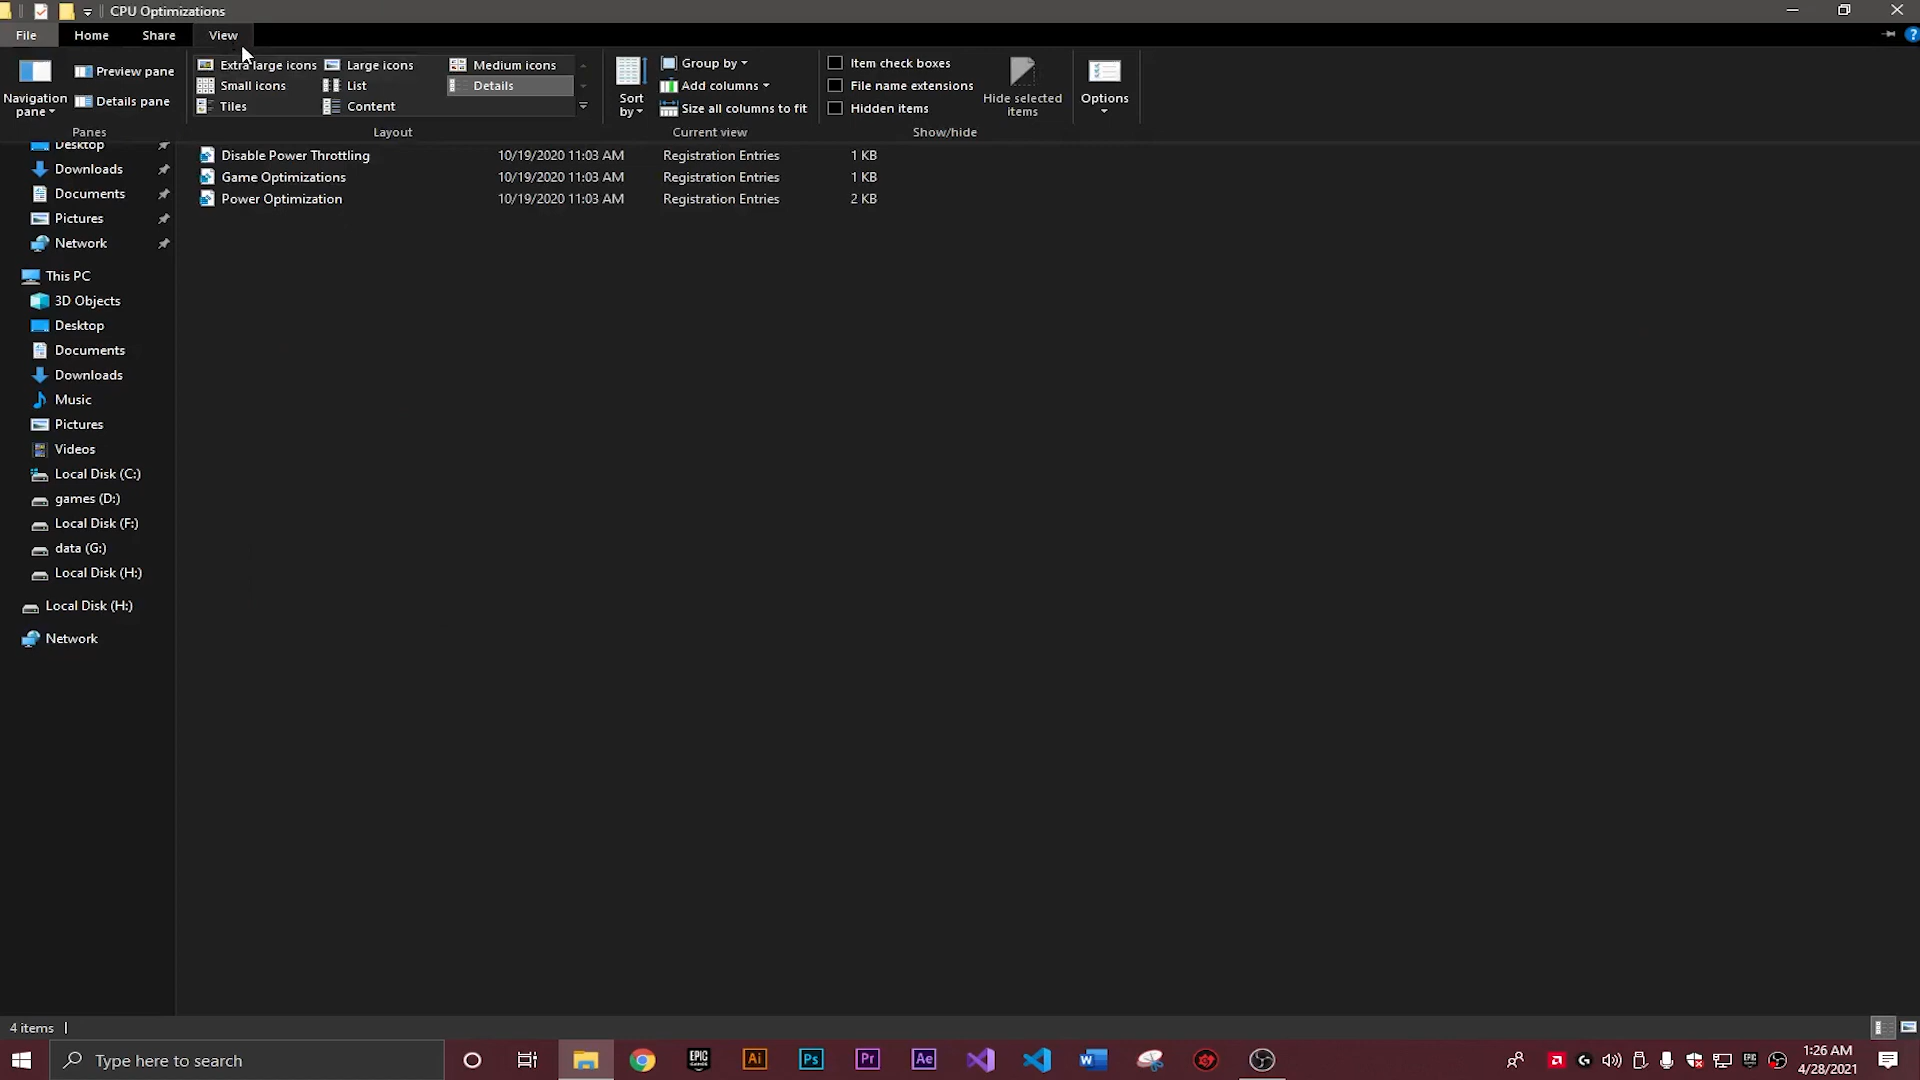 CPU Optimizations
File Home Share View
Navigation pane
Preview pane
Details pane
Panes
Extra large icons Large icons Medium icons
Small icons List Details
Tiles Content
Layout
Sort by
Group by
Add columns
Size all columns to fit
Current view
Item check boxes
File name extensions
Hidden items
Hide selected items
Show/hide
Options
Desktop
Downloads
Documents
Pictures
Network
This PC
3D Objects
Desktop
Documents
Downloads
Music
Pictures
Videos
Local Disk (C:)
games (D:)
Local Disk (F:)
data (G:)
Local Disk (H:)
Local Disk (H:)
Network
Disable Power Throttling 10/19/2020 11:03 AM Registration Entries 1 KB
Game Optimizations 10/19/2020 11:03 AM Registration Entries 1 KB
Power Optimization 10/19/2020 11:03 AM Registration Entries 2 KB
4 items
Type here to search
EPIC GAMES
Ai
Ps
Pr
Ae
1:26 AM
4/28/2021